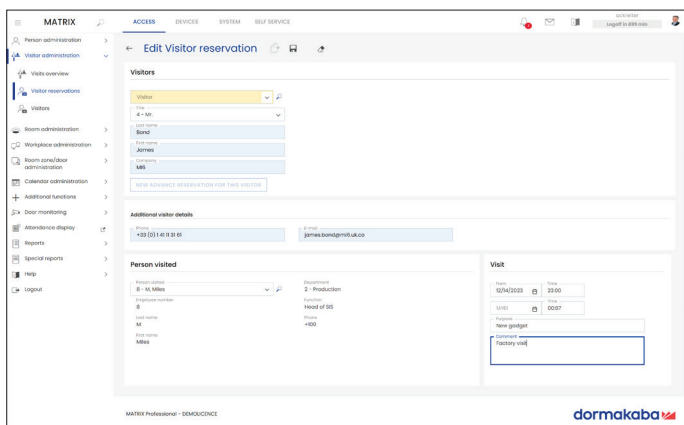 MATRIX
ACCESS DEVICES SYSTEM SELF SERVICE
Logoff in 899 min
Person administration
Visitor administration
Visits overview
Visitor reservations
Visitors
Room administration
Workplace administration
Room zone/door
administration
Calendar administration
Additional functions
Door monitoring
Attendance display
Reports
Special reports
Help
Logout
Edit Visitor reservation
Visitors
Visitor
Title
4 - Mr.
Last name
Bond
First name
James
Company
MI6
NEW ADVANCE RESERVATION FOR THIS VISITOR
Additional visitor details
Phone
+33 (0) 1 41 11 31 61
E-mail
james.bond@mi6.uk.co
Person visited
Person visited
8 - M, Miles
Employee number
8
Last name
M
First name
Miles
Department
2 - Production
Function
Head of SIS
Phone
+100
Visit
From
12/14/2023
Time
23:00
Until
Time
00:07
Purpose
New gadget
Comment
Factory visit
MATRIX Professional - DEMOLICENCE
dormakaba